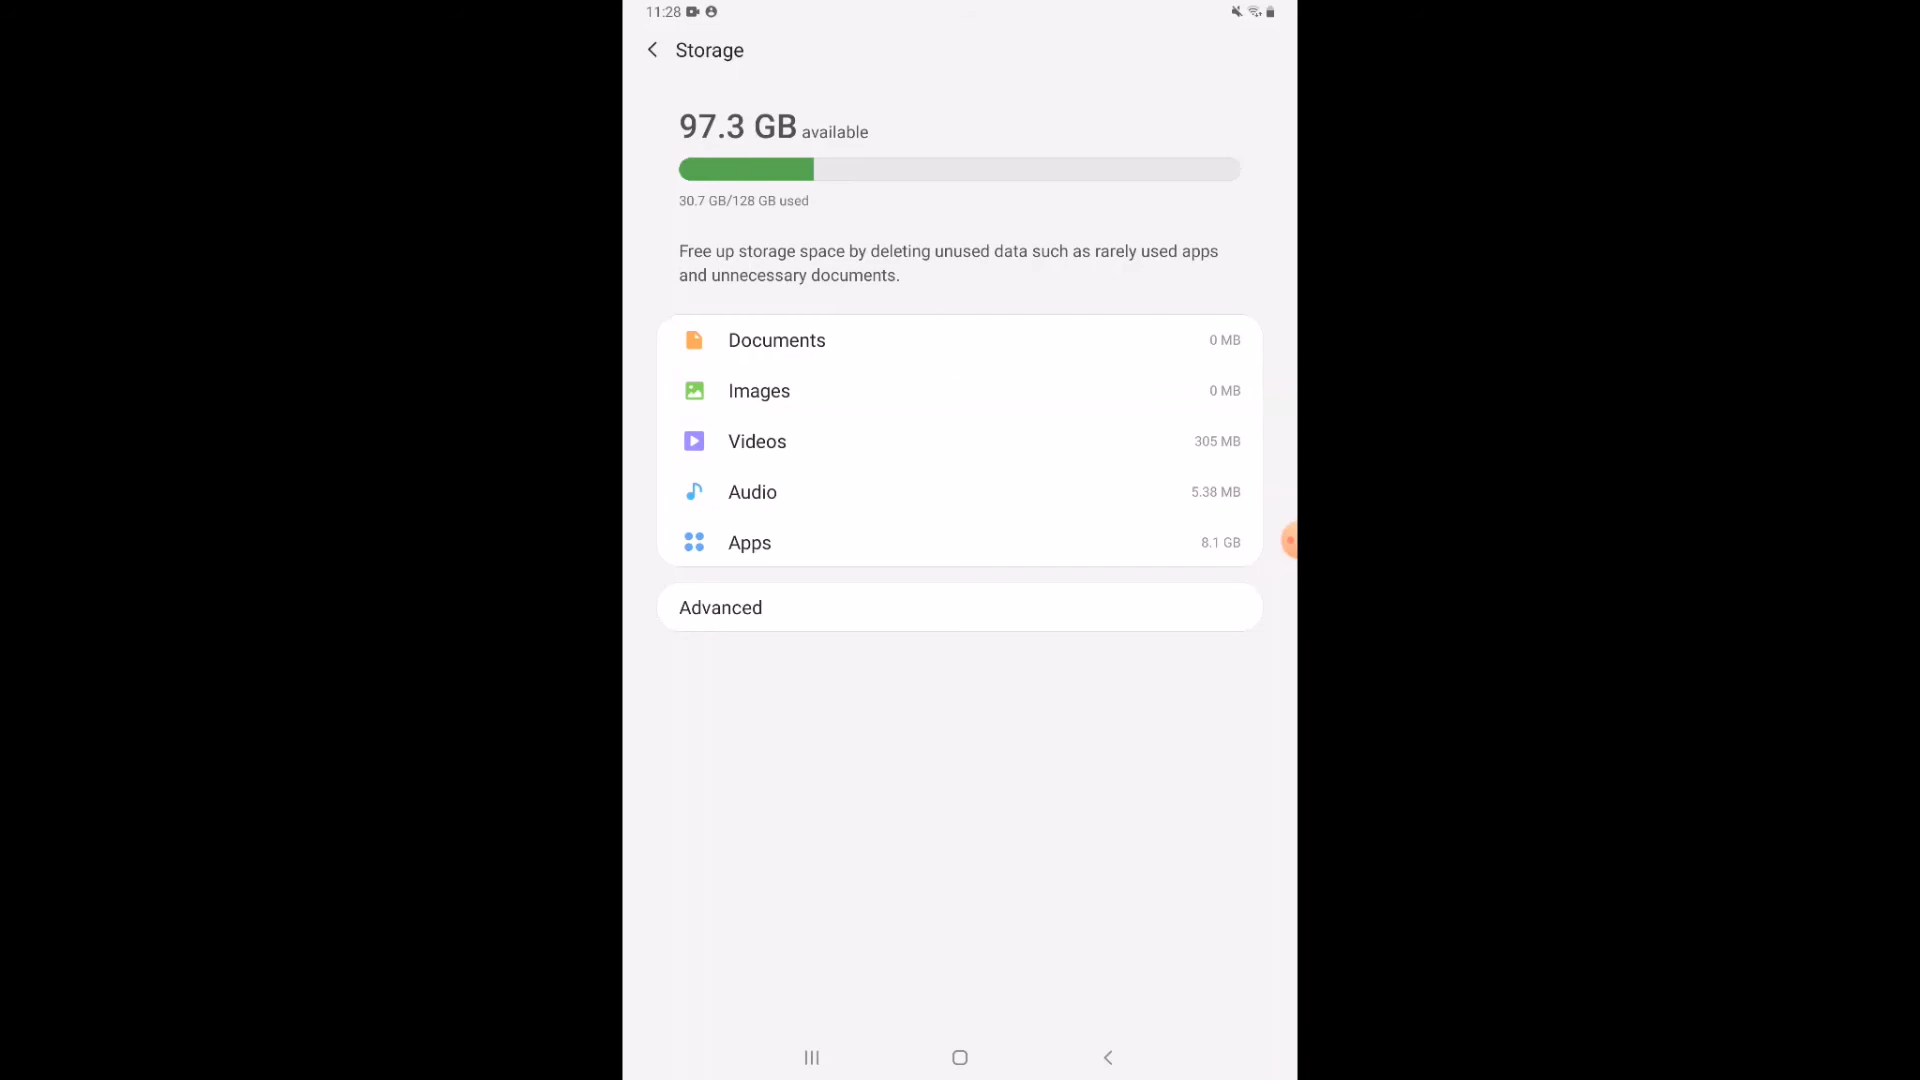 11:28
Storage
97.3 GB available
30.7 GB/128 GB used
Free up storage space by deleting unused data such as rarely used apps
and unnecessary documents.
Documents 0 MB
Images 0 MB
Videos 305 MB
Audio 5.38 MB
Apps 8.1 GB
Advanced